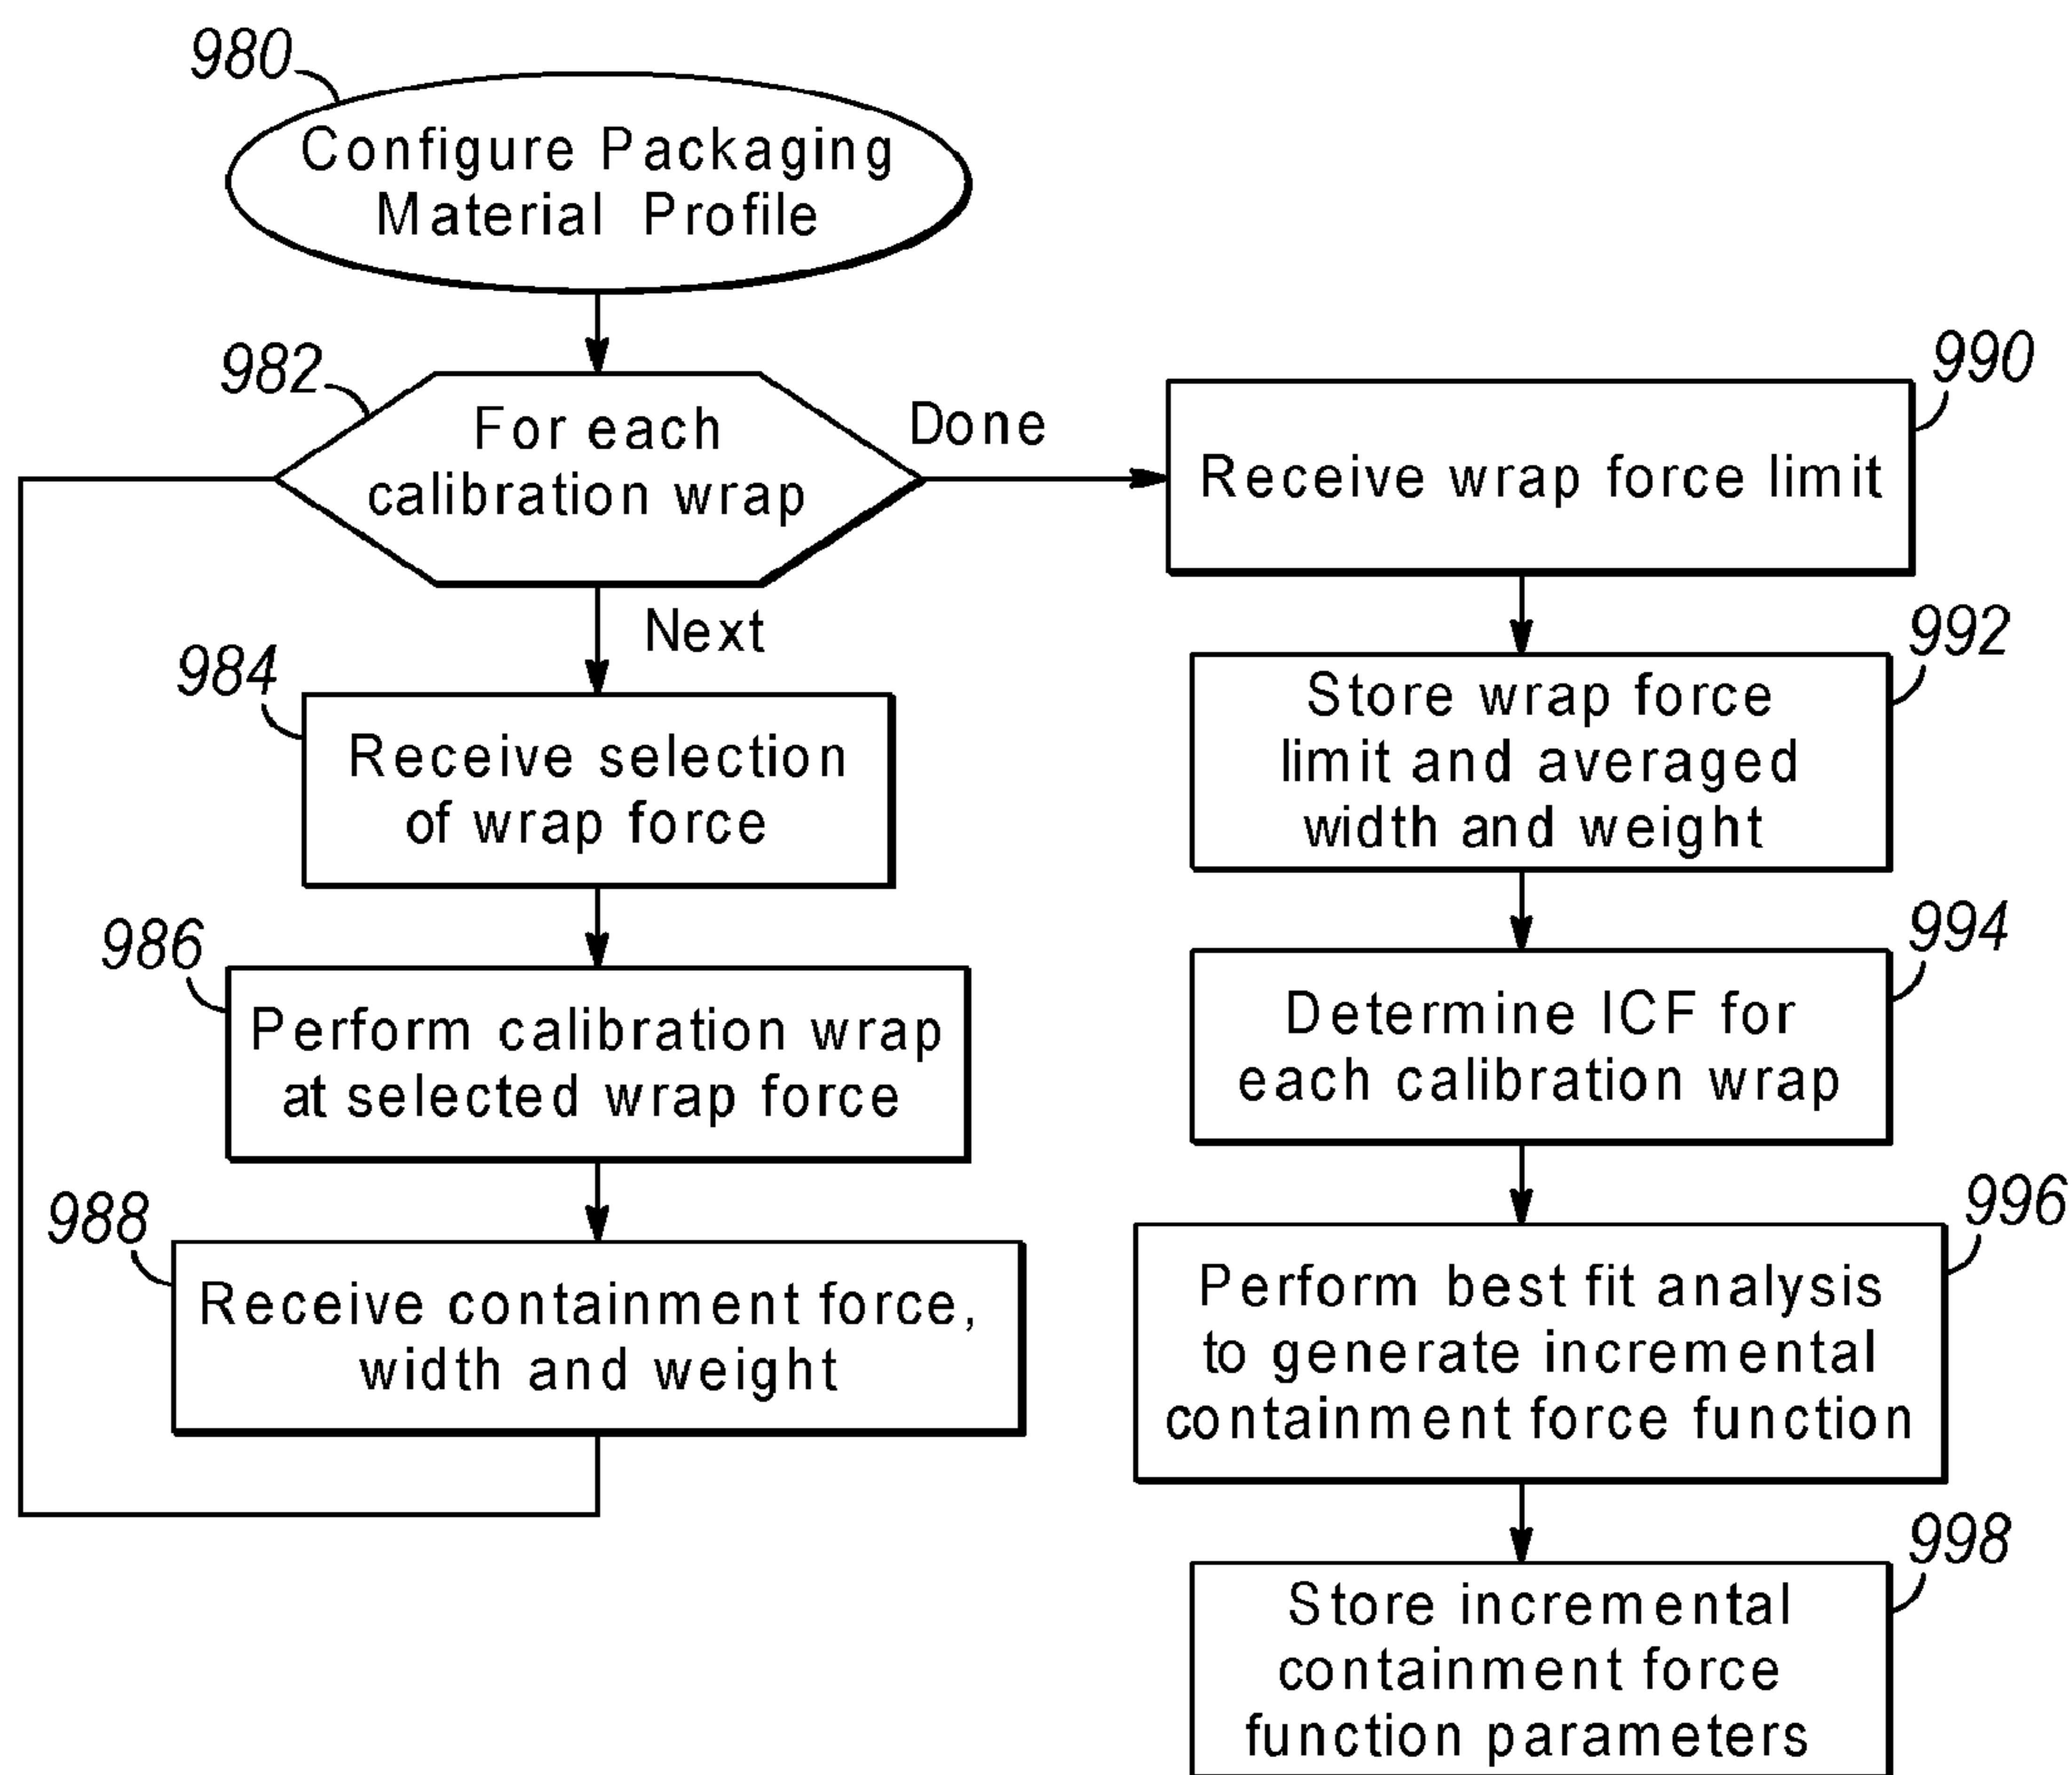 980
Configure Packaging
Material Profile
982
For each
calibration wrap
Done
Next
984
Receive selection
of wrap force
986
Perform calibration wrap
at selected wrap force
988
Receive containment force,
width and weight
990
Receive wrap force limit
992
Store wrap force
limit and averaged
width and weight
994
Determine ICF for
each calibration wrap
996
Perform best fit analysis
to generate incremental
containment force function
998
Store incremental
containment force
function parameters